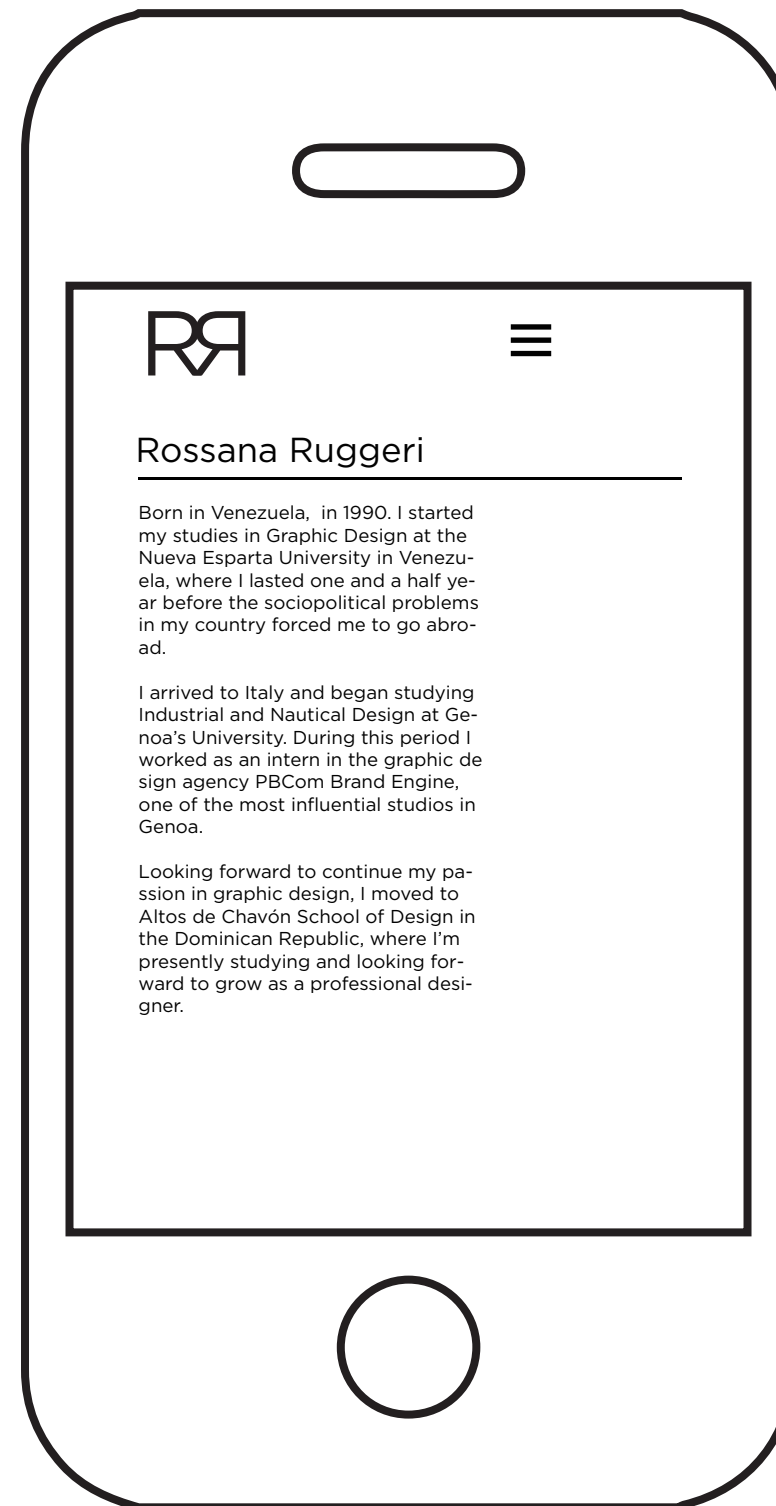 RR
Rossana Ruggeri
Born in Venezuela,  in 1990. I started
my studies in Graphic Design at the
Nueva Esparta University in Venezu-
ela, where I lasted one and a half ye-
ar before the sociopolitical problems
in my country forced me to go abro-
ad.
I arrived to Italy and began studying
Industrial and Nautical Design at Ge-
noa's University. During this period I
worked as an intern in the graphic de
sign agency PBCom Brand Engine,
one of the most influential studios in
Genoa.
Looking forward to continue my pa-
ssion in graphic design, I moved to
Altos de Chavón School of Design in
the Dominican Republic, where I'm
presently studying and looking for-
ward to grow as a professional desi-
gner.